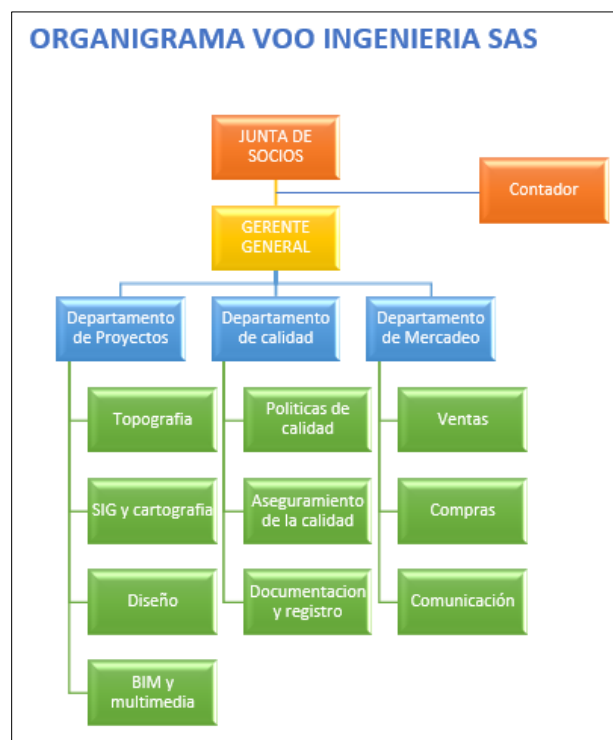 ORGANIGRAMA VOO INGENIERIA SAS
JUNTA DE
SOCIOS
Contador
GERENTE
GENERAL
Departamento
de Proyectos
Departamento
de calidad
Departamento
de Mercadeo
Topografia
Politicas de
calidad
Ventas
SIG y cartografia
Aseguramiento
de la calidad
Compras
Diseño
Documentacion
y registro
Comunicación
BIM y
multimedia